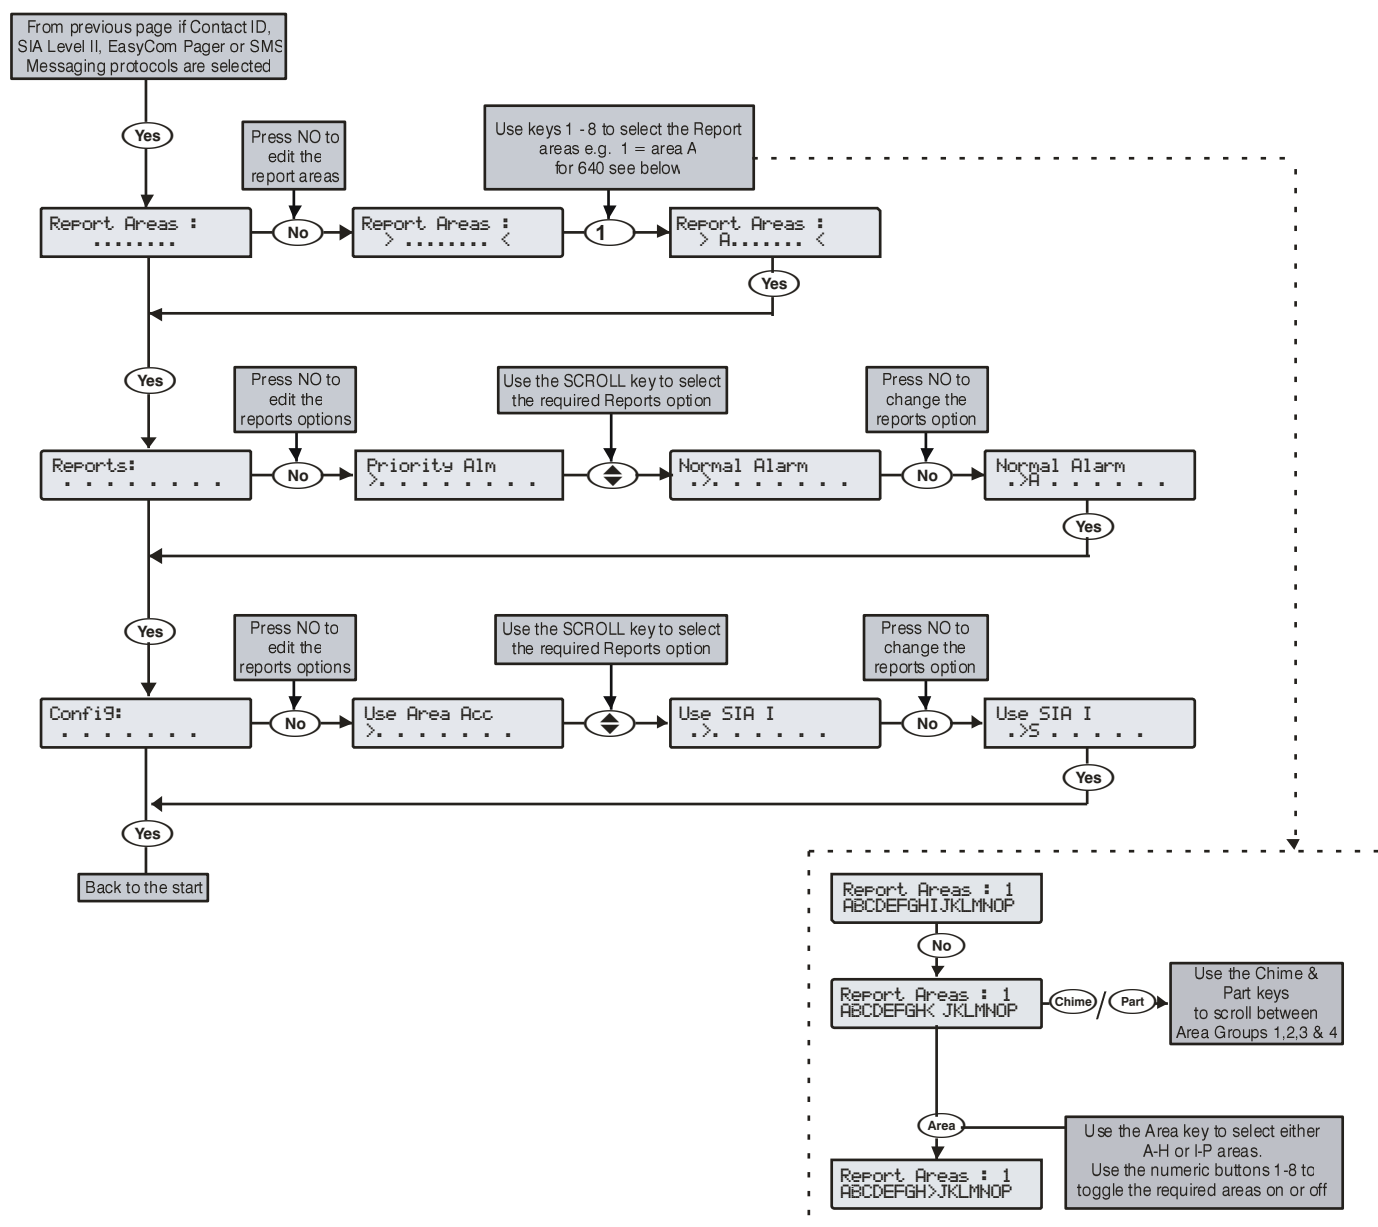 From previous page if Contact ID,
SIA Level II, EasyCom Pager or SMS
Messaging protocols are selected
Yes
Press NO to
edit the
report areas
Use keys 1 - 8 to select the Report
areas e.g. 1 = area A
for 640 see below
Report Areas :
........
No
Report Areas :
> ........ <
1
Report Areas :
> A....... <
Yes
Yes
Press NO to
edit the
reports options
Use the SCROLL key to select
the required Reports option
Press NO to
change the
reports option
Reports:
. . . . . . . .
No
Priority Alm
>. . . . . . . .
Normal Alarm
.>. . . . . . .
No
Normal Alarm
.>A . . . . . .
Yes
Yes
Press NO to
edit the
reports options
Use the SCROLL key to select
the required Reports option
Press NO to
change the
reports option
Config:
. . . . . . .
No
Use Area Acc
>. . . . . . .
Use SIA I
.>. . . . . .
No
Use SIA I
.>S . . . . .
Yes
Yes
Back to the start
Report Areas : 1
ABCDEFGHIJKLMNOP
No
Report Areas : 1
ABCDEFGH< JKLMNOP
Chime / Part
Use the Chime &
Part keys
to scroll between
Area Groups 1,2,3 & 4
Area
Use the Area key to select either
A-H or I-P areas.
Use the numeric buttons 1-8 to
toggle the required areas on or off
Report Areas : 1
ABCDEFGH>JKLMNOP